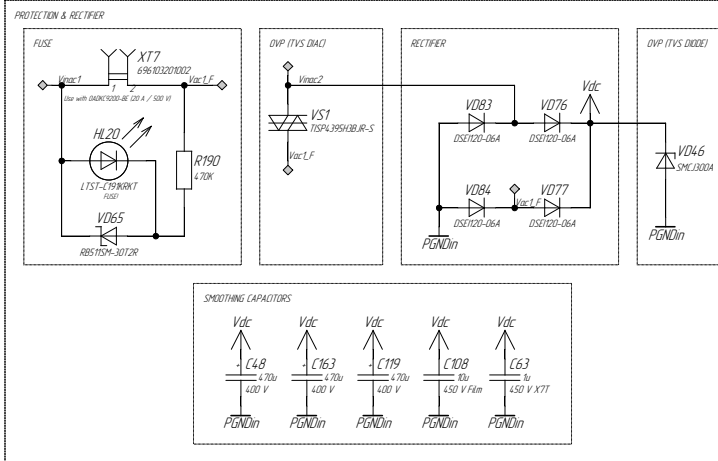 PROTECTION & RECTIFIER
FUSE
XT7
696103201002
Vinac1
Vac1_F
1 2
Use with 0ADKC9200-BE (20 A / 500 V)
HL20
LTST-C191KRKT
FUSE!
R190
470K
VD65
RB511SM-30T2R
OVP (TVS DIAC)
Vinac2
VS1
TISP4395H3BJR-S
Vac1_F
RECTIFIER
Vdc
VD83
DSEI120-06A
VD76
DSEI120-06A
VD84
DSEI120-06A
Vac1_F
VD77
DSEI120-06A
PGNDin
OVP (TVS DIODE)
VD46
SMCJ300A
PGNDin
SMOOTHING CAPACITORS
Vdc Vdc Vdc Vdc Vdc
+ C48
470u
400 V
+ C163
470u
400 V
+ C119
470u
400 V
C108
10u
450 V Film
C63
1u
450 V X7T
PGNDin PGNDin PGNDin PGNDin PGNDin